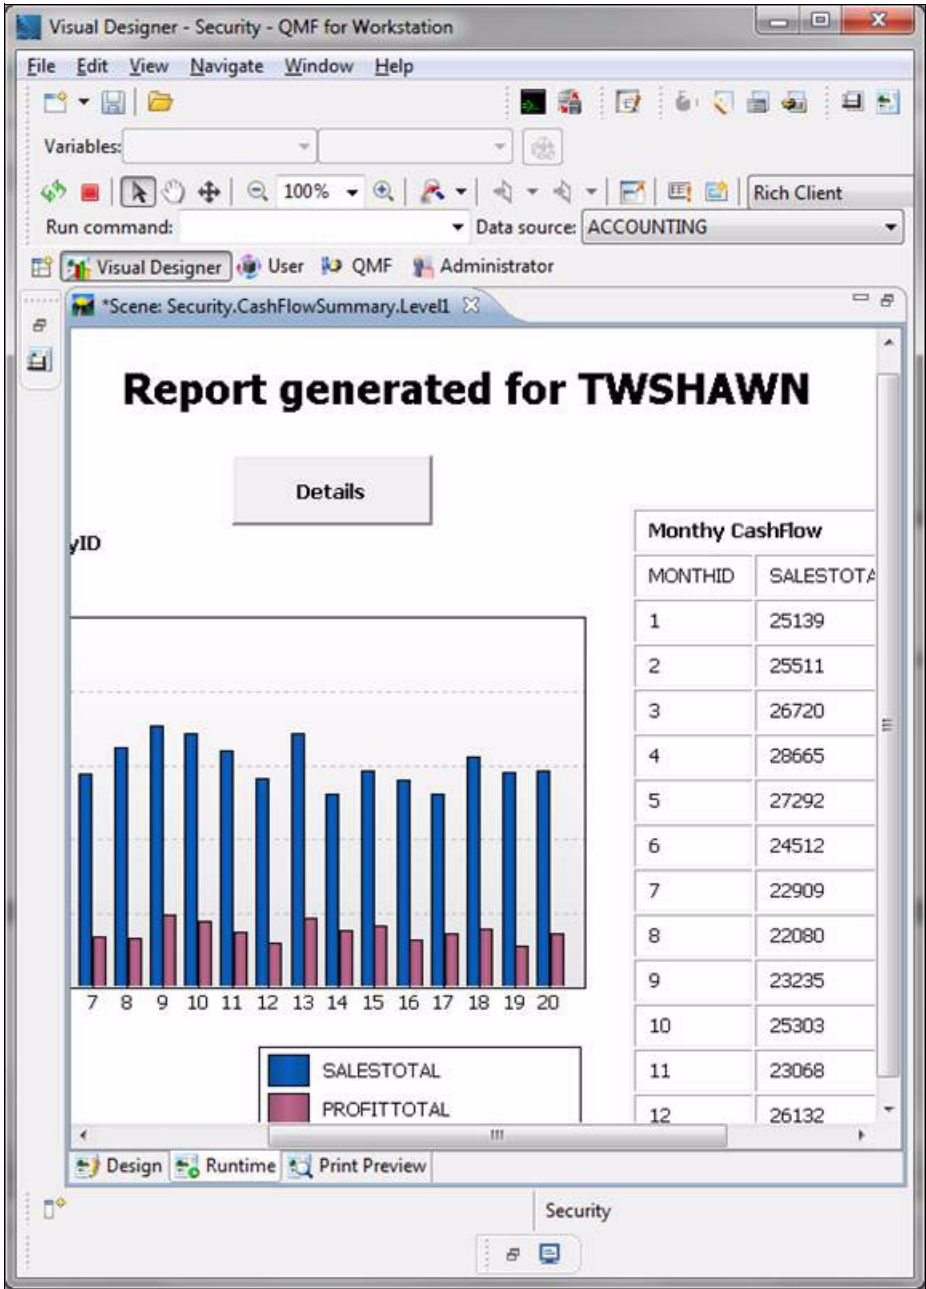 Visual Designer - Security - QMF for Workstation
File Edit View Navigate Window Help
Variables:
100% Rich Client
Run command: Data source: ACCOUNTING
Visual Designer User QMF Administrator
*Scene: Security.CashFlowSummary.Level1
Report generated for TWSHAWN
Details
yID
Monthy CashFlow
MONTHID SALESTOTA
1 25139
2 25511
3 26720
4 28665
5 27292
6 24512
7 22909
8 22080
9 23235
10 25303
11 23068
12 26132
7 8 9 10 11 12 13 14 15 16 17 18 19 20
SALESTOTAL
PROFITTOTAL
Design Runtime Print Preview
Security